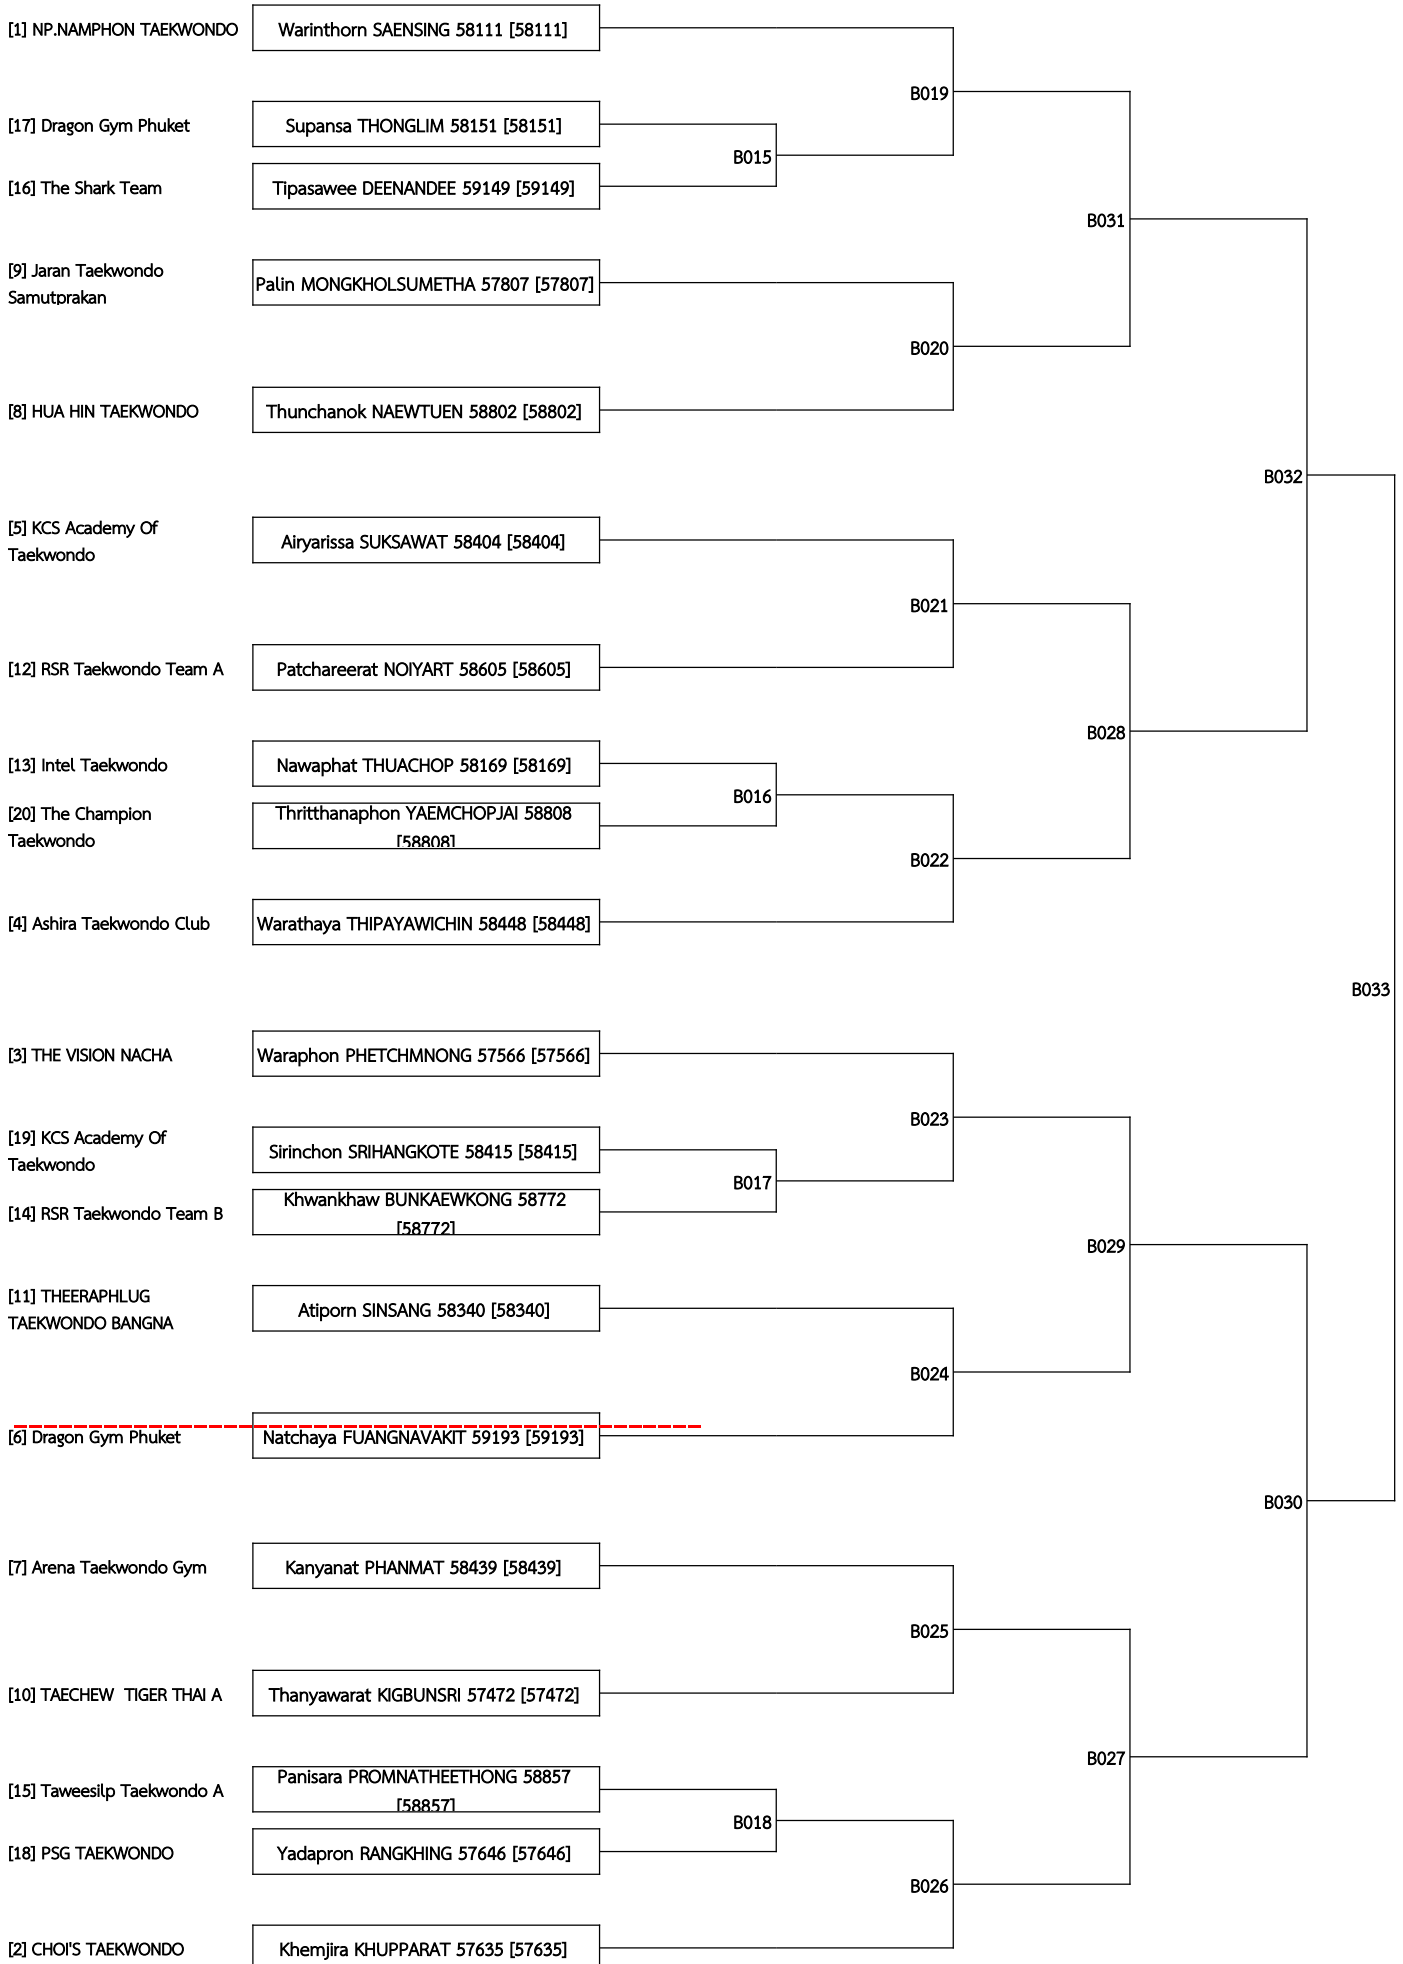 [1] NP.NAMPHON TAEKWONDO
Warinthorn SAENSING 58111 [58111]
B019
[17] Dragon Gym Phuket
Supansa THONGLIM 58151 [58151]
B015
[16] The Shark Team
Tipasawee DEENANDEE 59149 [59149]
B031
[9] Jaran Taekwondo
Samutprakan
Palin MONGKHOLSUMETHA 57807 [57807]
B020
[8] HUA HIN TAEKWONDO
Thunchanok NAEWTUEN 58802 [58802]
B032
[5] KCS Academy Of
Taekwondo
Airyarissa SUKSAWAT 58404 [58404]
B021
[12] RSR Taekwondo Team A
Patchareerat NOIYART 58605 [58605]
B028
[13] Intel Taekwondo
Nawaphat THUACHOP 58169 [58169]
B016
[20] The Champion
Taekwondo
Thritthanaphon YAEMCHOPJAI 58808
[58808]
B022
[4] Ashira Taekwondo Club
Warathaya THIPAYAWICHIN 58448 [58448]
B033
[3] THE VISION NACHA
Waraphon PHETCHMNONG 57566 [57566]
B023
[19] KCS Academy Of
Taekwondo
Sirinchon SRIHANGKOTE 58415 [58415]
B017
[14] RSR Taekwondo Team B
Khwankhaw BUNKAEWKONG 58772
[58772]
B029
[11] THEERAPHLUG
TAEKWONDO BANGNA
Atiporn SINSANG 58340 [58340]
B024
[6] Dragon Gym Phuket
Natchaya FUANGNAVAKIT 59193 [59193]
B030
[7] Arena Taekwondo Gym
Kanyanat PHANMAT 58439 [58439]
B025
[10] TAECHEW  TIGER THAI A
Thanyawarat KIGBUNSRI 57472 [57472]
B027
[15] Taweesilp Taekwondo A
Panisara PROMNATHEETHONG 58857
[58857]
B018
[18] PSG TAEKWONDO
Yadapron RANGKHING 57646 [57646]
B026
[2] CHOI'S TAEKWONDO
Khemjira KHUPPARAT 57635 [57635]